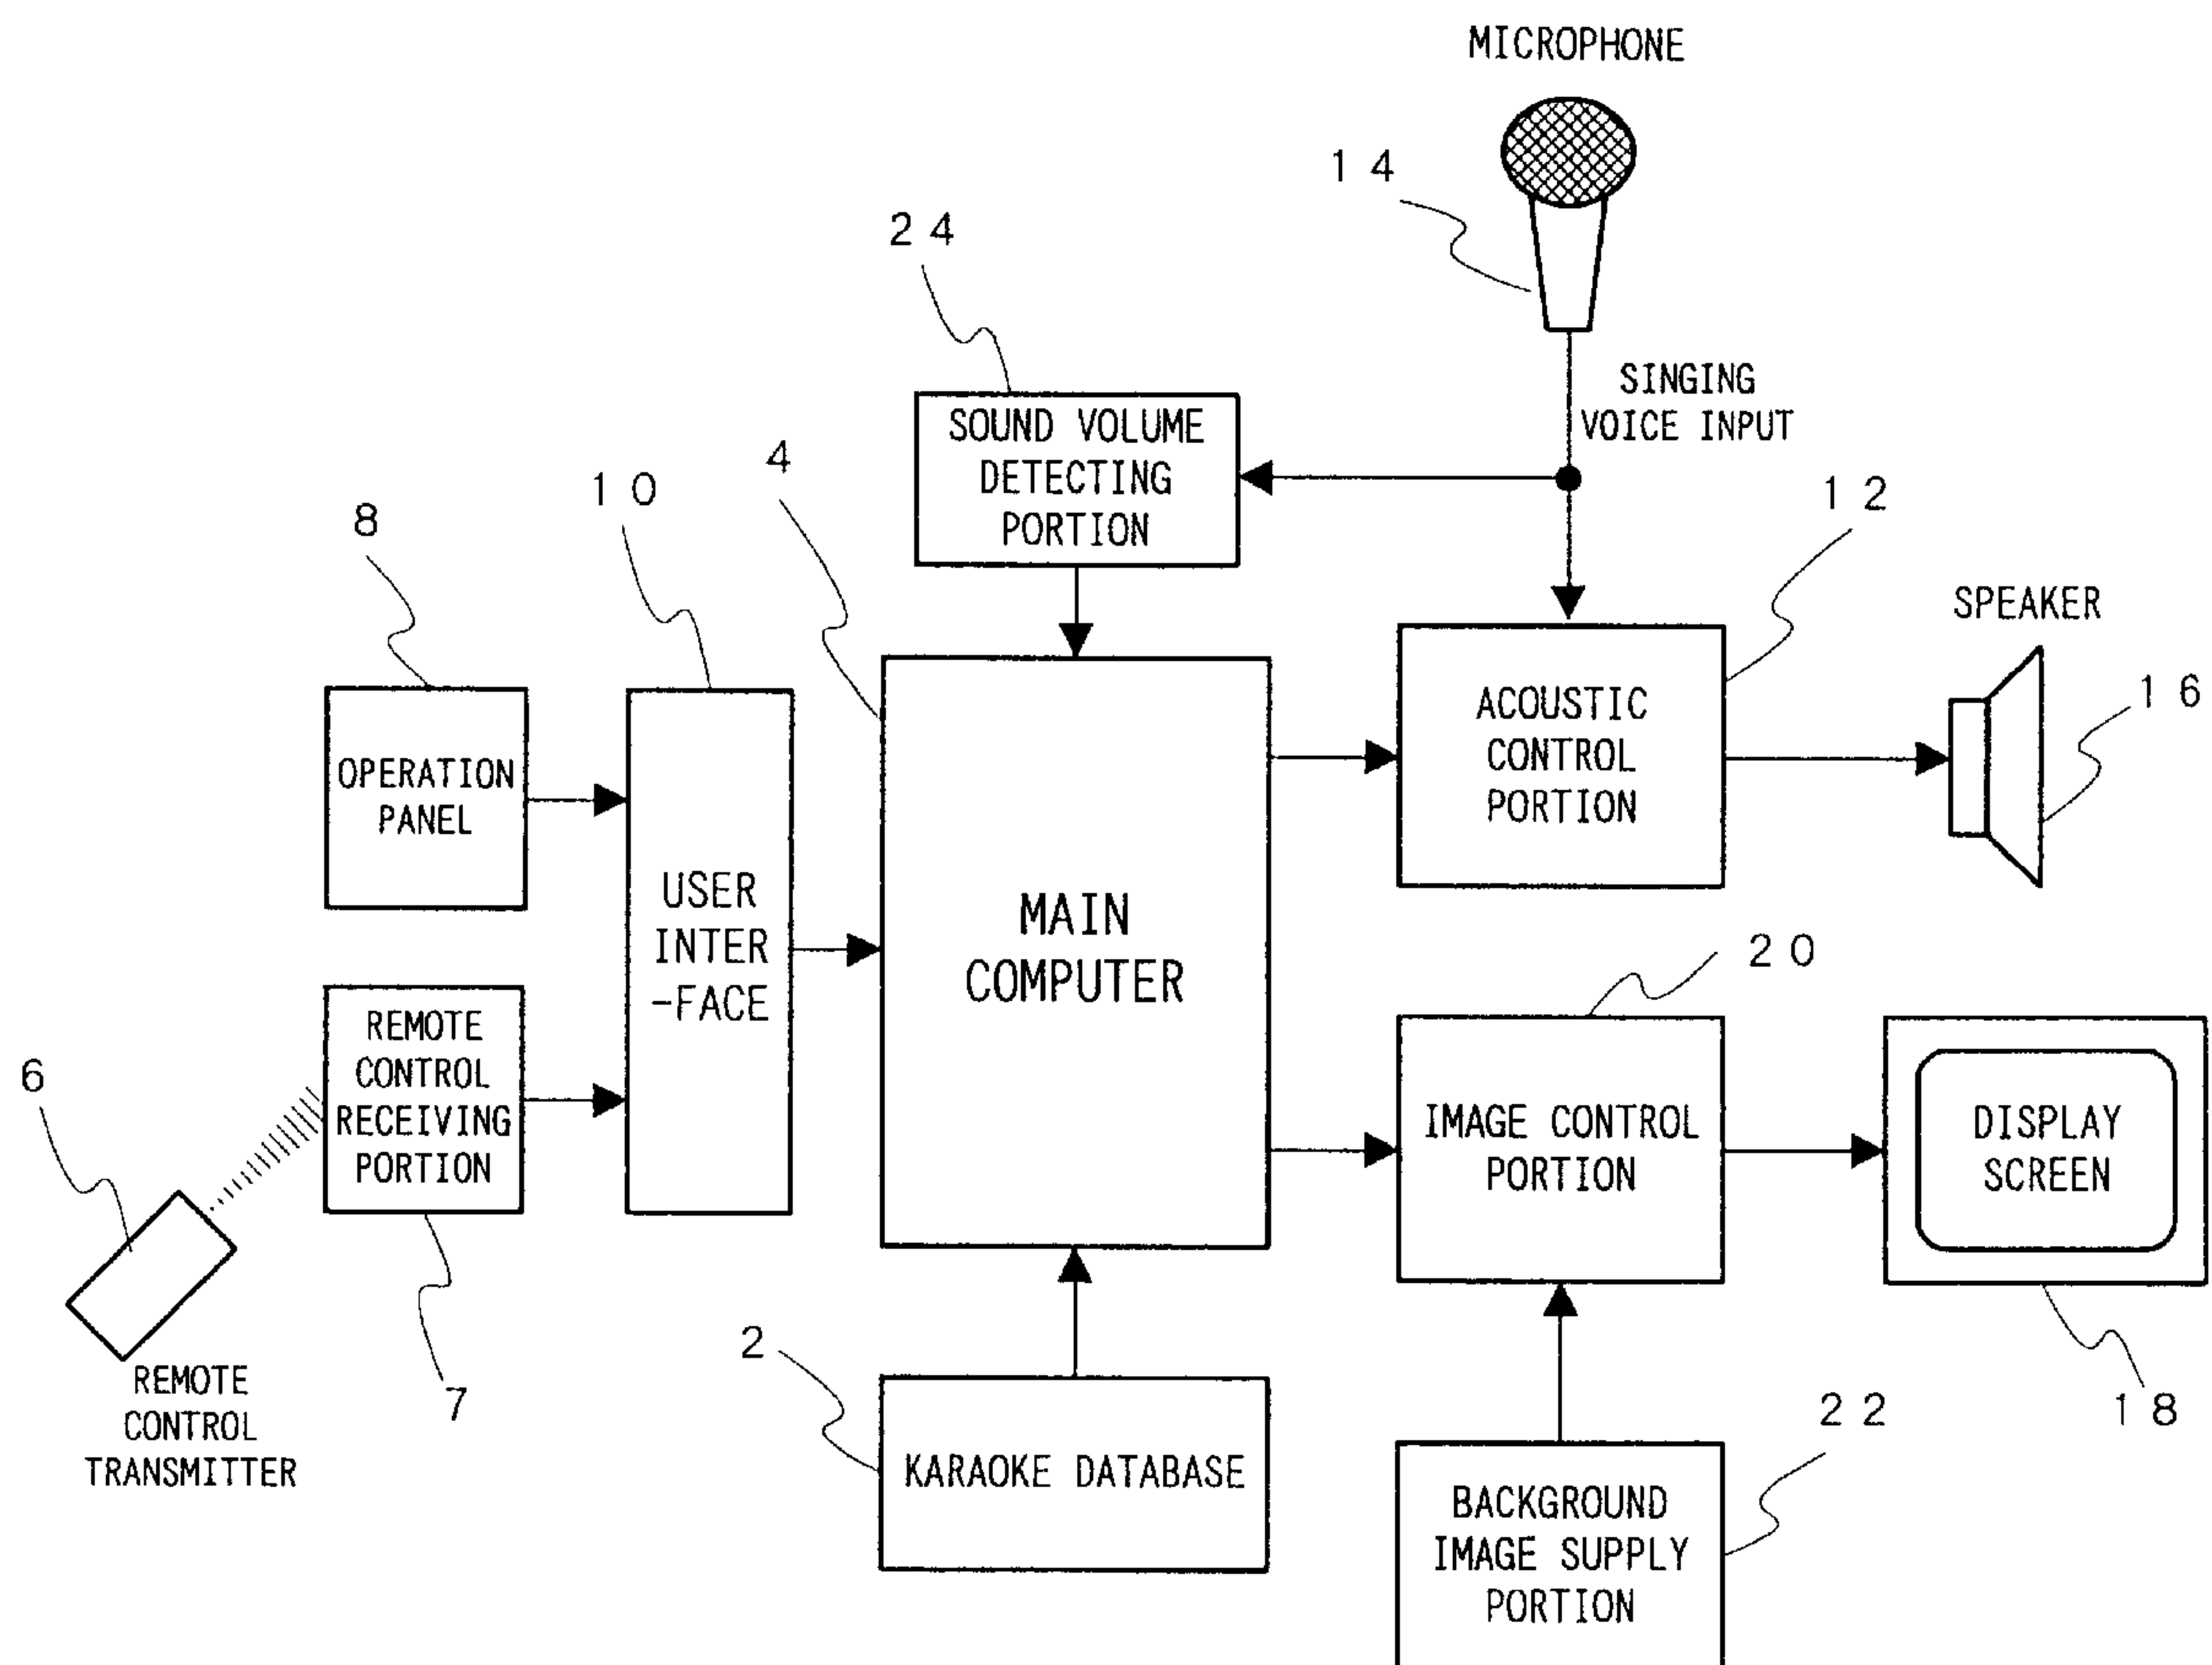 MICROPHONE
14
24
SINGING
VOICE INPUT
SOUND VOLUME
DETECTING
PORTION
4
10
8
12
SPEAKER
16
OPERATION
PANEL
USER
INTER
-FACE
MAIN
COMPUTER
ACOUSTIC
CONTROL
PORTION
20
REMOTE
CONTROL
RECEIVING
PORTION
6
IMAGE CONTROL
PORTION
DISPLAY
SCREEN
REMOTE
CONTROL
TRANSMITTER
7
2
KARAOKE DATABASE
22
18
BACKGROUND
IMAGE SUPPLY
PORTION